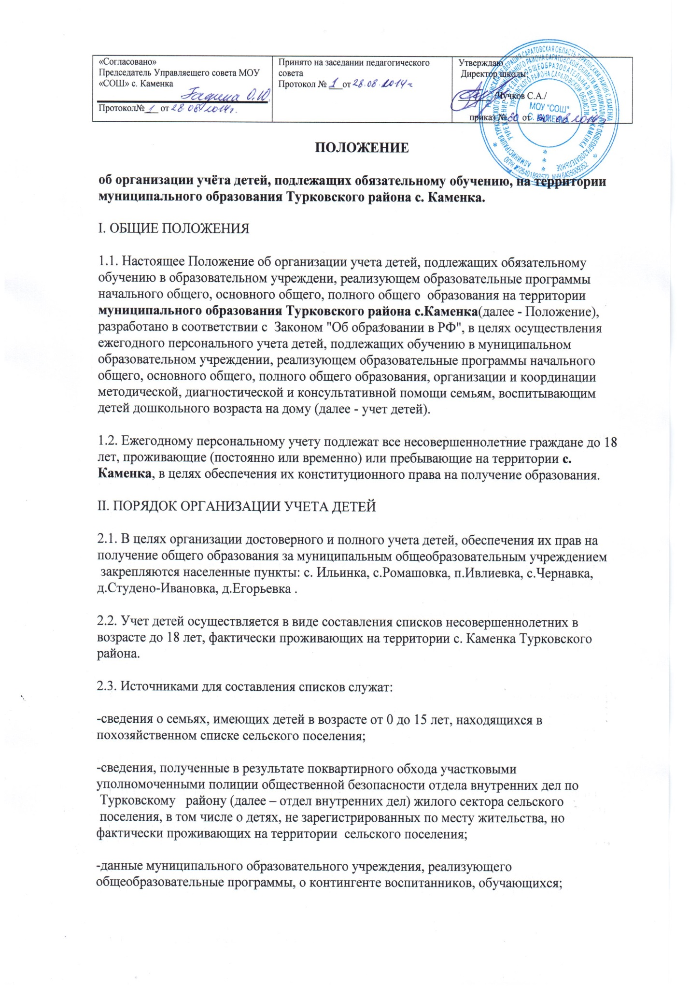 «Согласовано»
Председатель Управляещего совета МОУ
«СОШ» с. Каменка
О.Ю.
Протокол№ 1 от 28.08.2014г.
Принято на заседании педагогического
совета
Протокол № 1 от 28.08.2014г
Утверждаю
Директор школы:
Чучков С.А./
приказ № 80 от 08 2014г
РОССИЙСКАЯ ФЕДЕРАЦИЯ САРАТОВСКАЯ ОБЛАСТЬ ТУРКОВСКИЙ РАЙОН С. КАМЕНКА
МОУ "СОШ"
С. КАМЕНКА
ИНН 6435009352
ПОЛОЖЕНИЕ
об организации учёта детей, подлежащих обязательному обучению, на территории
муниципального образования Турковского района с. Каменка.
I. ОБЩИЕ ПОЛОЖЕНИЯ
1.1. Настоящее Положение об организации учета детей, подлежащих обязательному
обучению в образовательном учреждени, реализующем образовательные программы
начального общего, основного общего, полного общего  образования на территории
муниципального образования Турковского района с.Каменка(далее - Положение),
разработано в соответствии с  Законом "Об образовании в РФ", в целях осуществления
ежегодного персонального учета детей, подлежащих обучению в муниципальном
образовательном учреждении, реализующем образовательные программы начального
общего, основного общего, полного общего образования, организации и координации
методической, диагностической и консультативной помощи семьям, воспитывающим
детей дошкольного возраста на дому (далее - учет детей).
1.2. Ежегодному персональному учету подлежат все несовершеннолетние граждане до 18
лет, проживающие (постоянно или временно) или пребывающие на территории с.
Каменка, в целях обеспечения их конституционного права на получение образования.
II. ПОРЯДОК ОРГАНИЗАЦИИ УЧЕТА ДЕТЕЙ
2.1. В целях организации достоверного и полного учета детей, обеспечения их прав на
получение общего образования за муниципальным общеобразовательным учреждением
закрепляются населенные пункты: с. Ильинка, с.Ромашовка, п.Ивлиевка, с.Чернавка,
д.Студено-Ивановка, д.Егорьевка .
2.2. Учет детей осуществляется в виде составления списков несовершеннолетних в
возрасте до 18 лет, фактически проживающих на территории с. Каменка Турковского
района.
2.3. Источниками для составления списков служат:
-сведения о семьях, имеющих детей в возрасте от 0 до 15 лет, находящихся в
похозяйственном списке сельского поселения;
-сведения, полученные в результате поквартирного обхода участковыми
уполномоченными полиции общественной безопасности отдела внутренних дел по
Турковскому   району (далее – отдел внутренних дел) жилого сектора сельского
поселения, в том числе о детях, не зарегистрированных по месту жительства, но
фактически проживающих на территории  сельского поселения;
-данные муниципального образовательного учреждения, реализующего
общеобразовательные программы, о контингенте воспитанников, обучающихся;